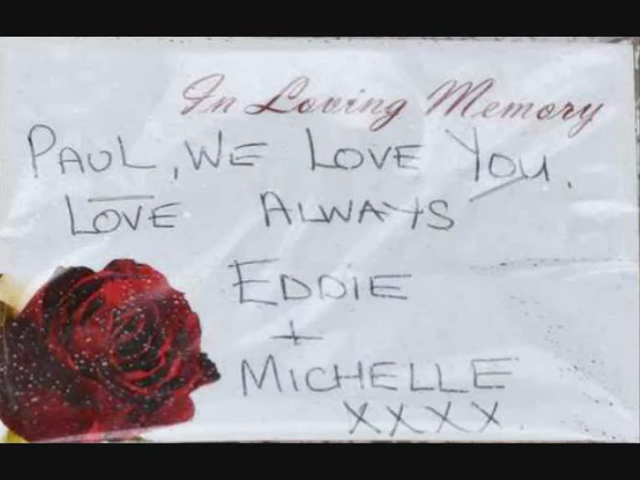 In Loving Memory
PAUL, WE LOVE YOU.
LOVE ALWAYS
EDDIE
+
MICHELLE
XXXX